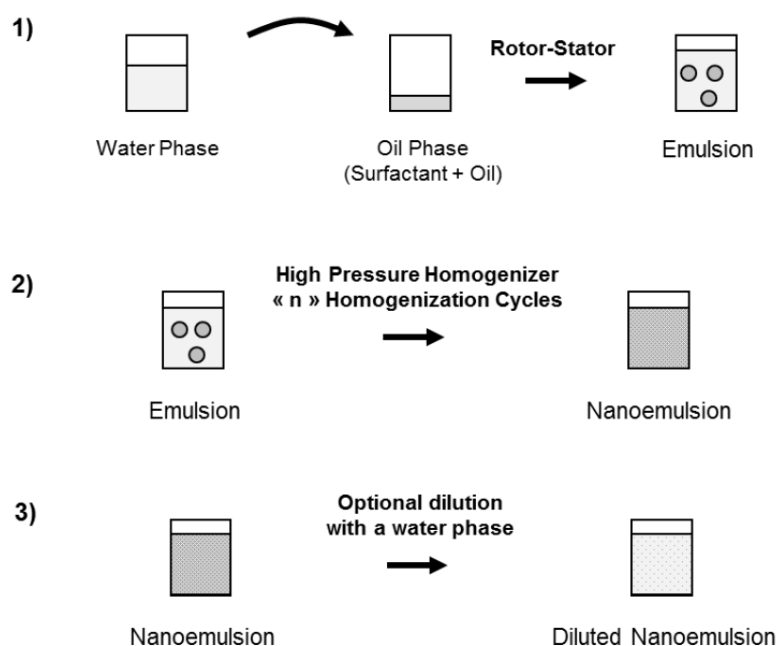 1)
Rotor-Stator
Water Phase
Oil Phase
(Surfactant + Oil)
Emulsion
2)
High Pressure Homogenizer
« n » Homogenization Cycles
Emulsion
Nanoemulsion
3)
Optional dilution
with a water phase
Nanoemulsion
Diluted Nanoemulsion